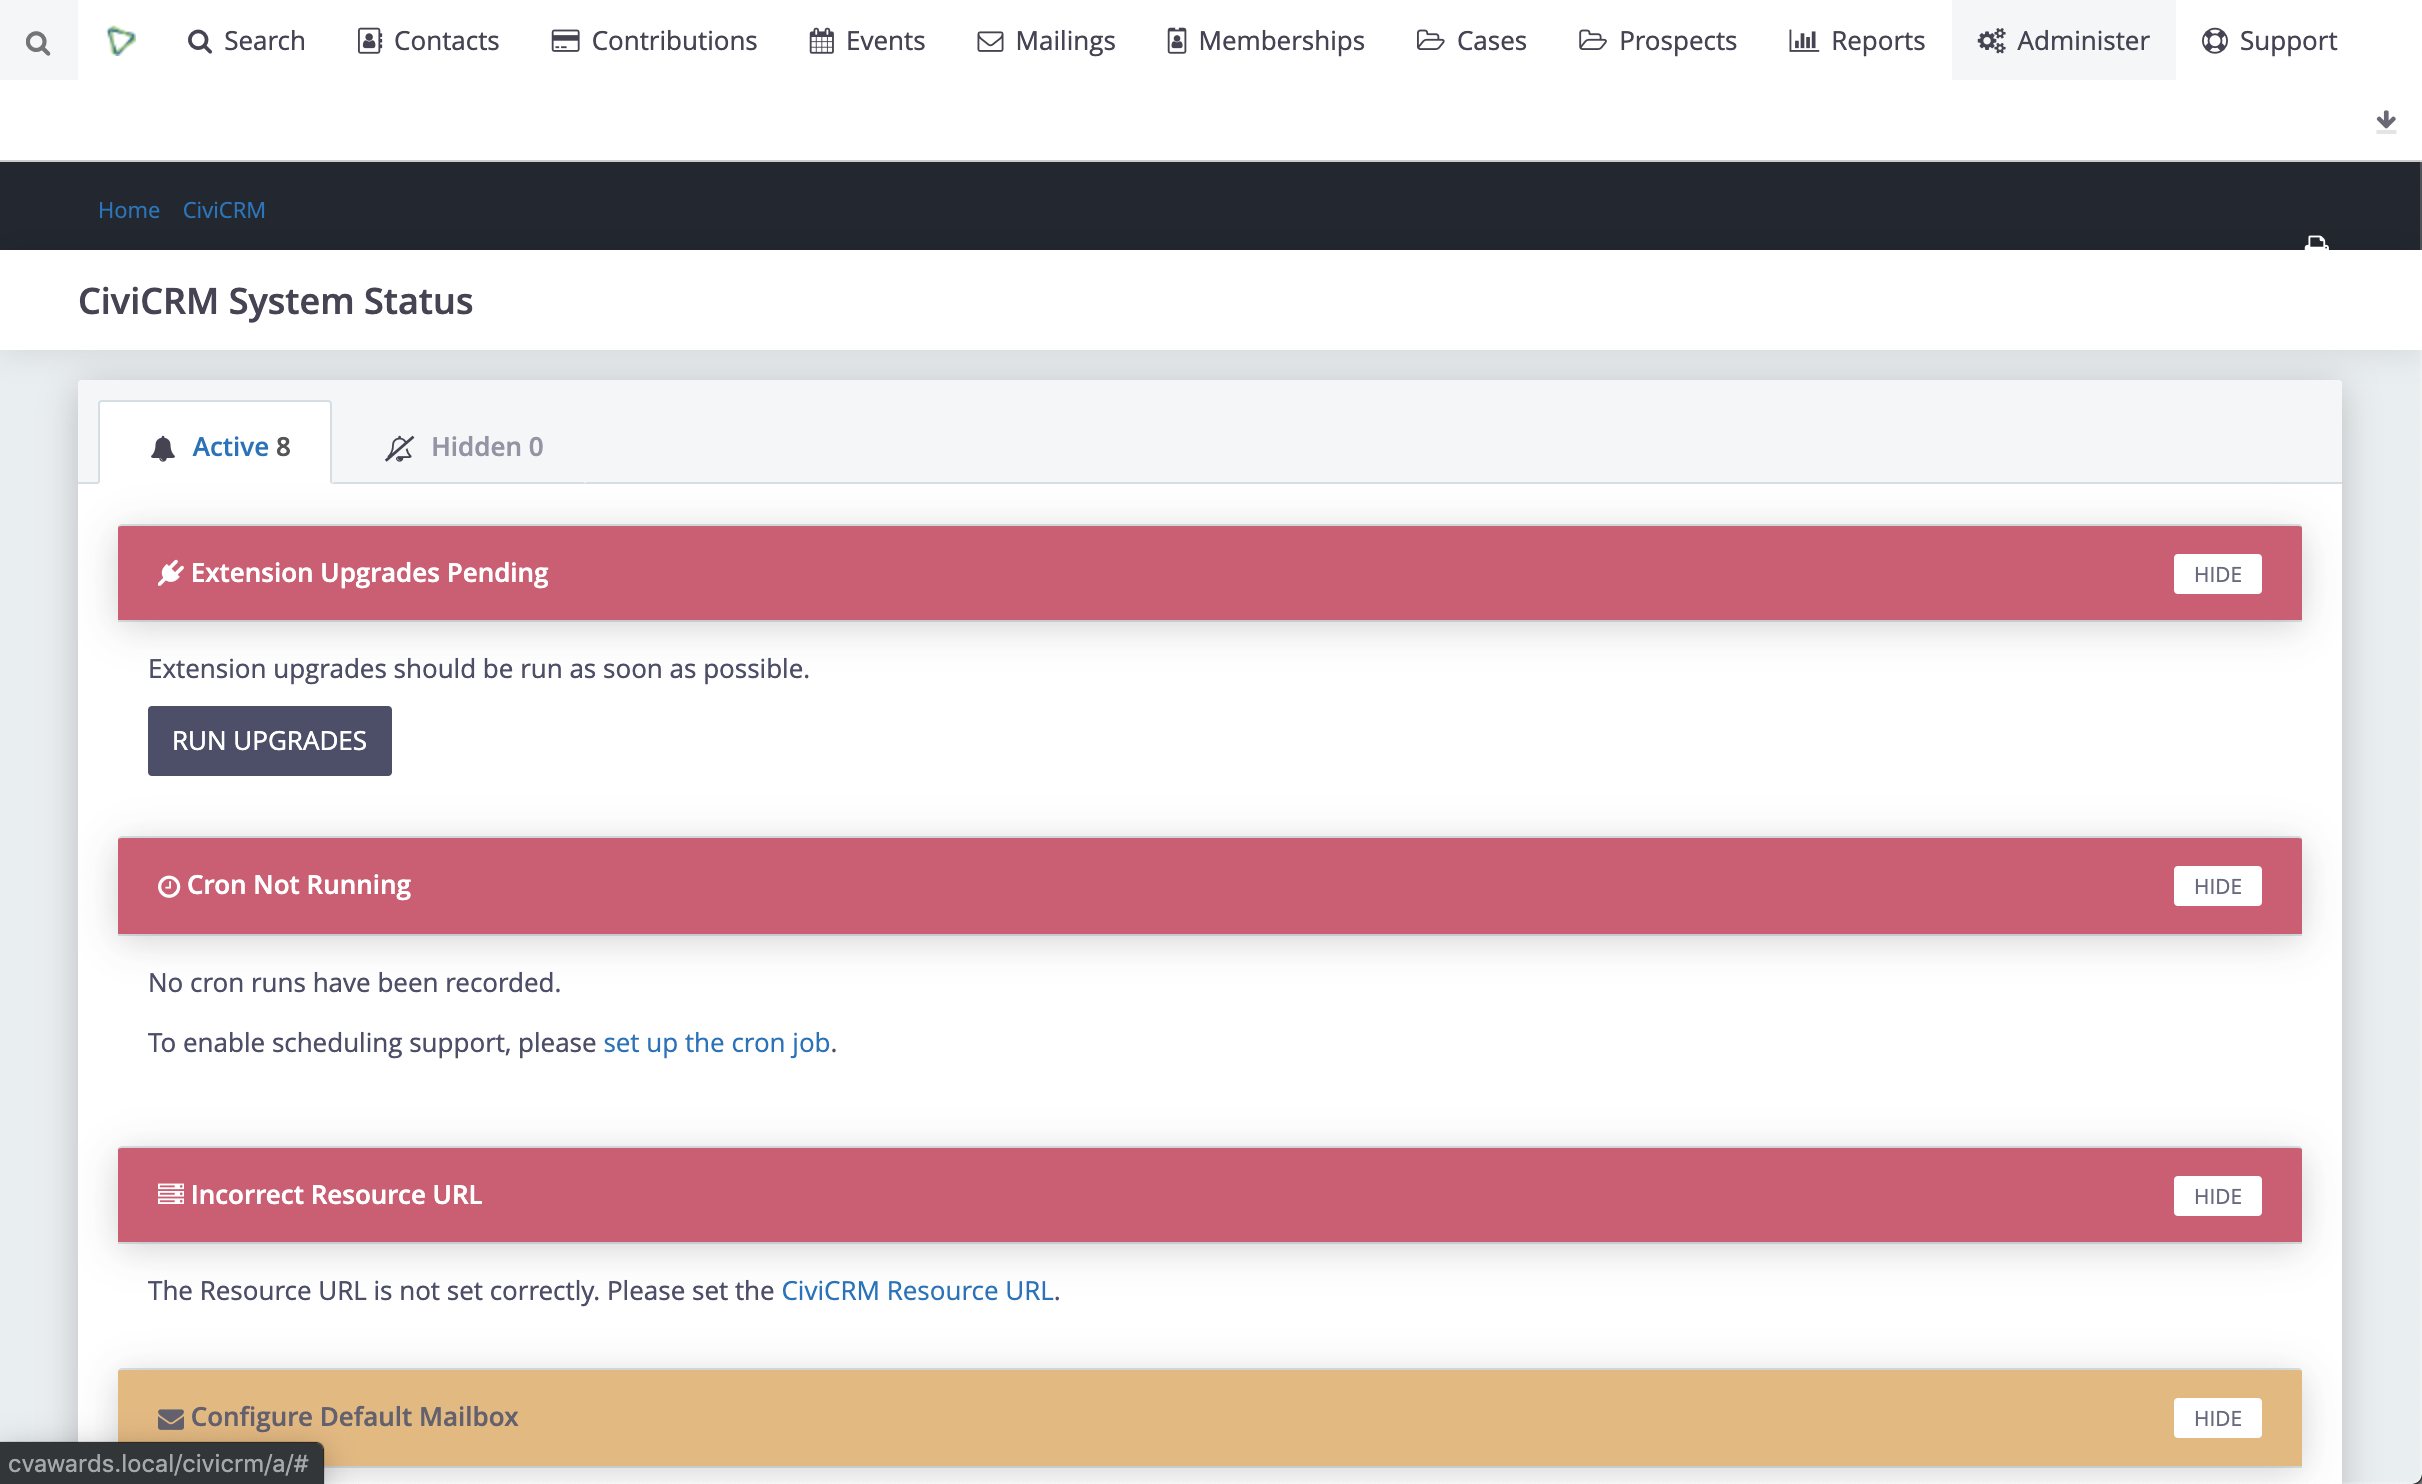 Search Contacts Contributions Events Mailings Memberships Cases Prospects Reports Administer Support
Home CiviCRM
CiviCRM System Status
Active 8 Hidden 0
Extension Upgrades Pending HIDE
Extension upgrades should be run as soon as possible.
RUN UPGRADES
Cron Not Running HIDE
No cron runs have been recorded.
To enable scheduling support, please set up the cron job.
Incorrect Resource URL HIDE
The Resource URL is not set correctly. Please set the CiviCRM Resource URL.
Configure Default Mailbox HIDE
cvawards.local/civicrm/a/#